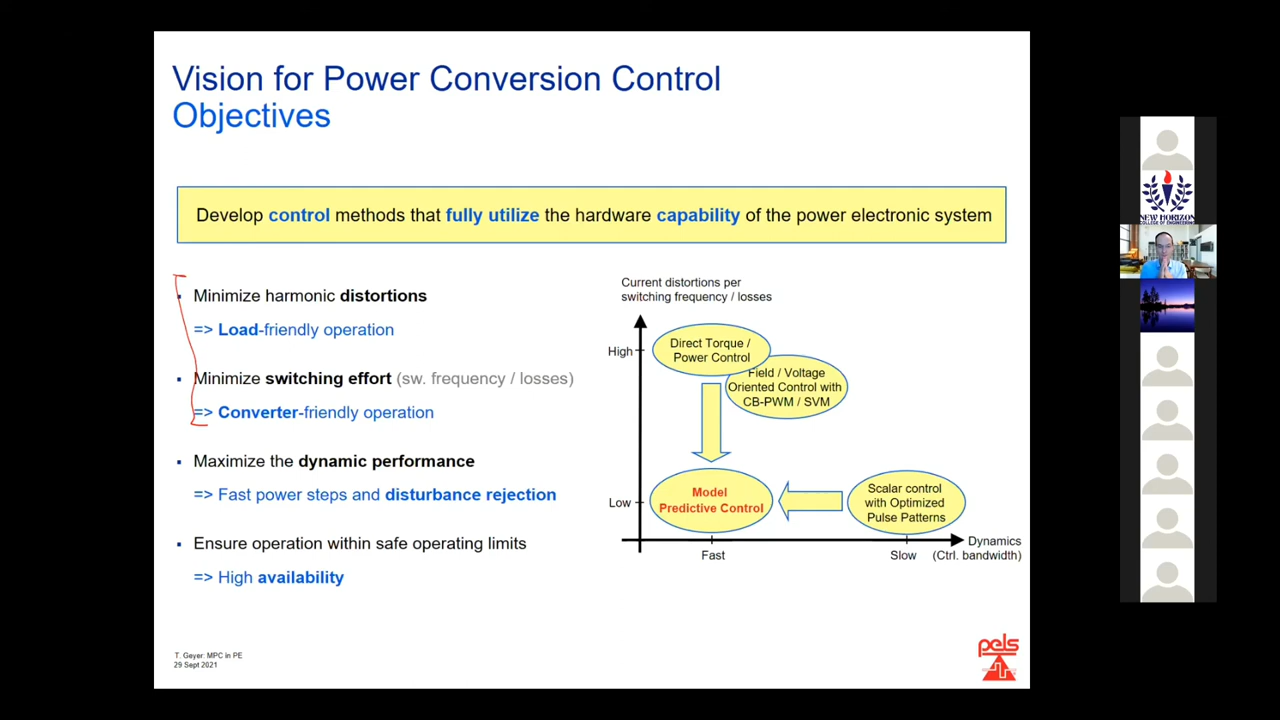 Vision for Power Conversion Control
Objectives
Develop control methods that fully utilize the hardware capability of the power electronic system
Minimize harmonic distortions
=> Load-friendly operation
Minimize switching effort (sw. frequency / losses)
=> Converter-friendly operation
Maximize the dynamic performance
=> Fast power steps and disturbance rejection
Ensure operation within safe operating limits
=> High availability
Current distortions per
switching frequency / losses
High
Direct Torque /
Power Control
Field / Voltage
Oriented Control with
CB-PWM / SVM
Low
Model
Predictive Control
Scalar control
with Optimized
Pulse Patterns
Dynamics
(Ctrl. bandwidth)
Fast
Slow
T. Geyer: MPC in PE
29 Sept 2021
pels
NEW HORIZON
COLLEGE OF ENGINEERING